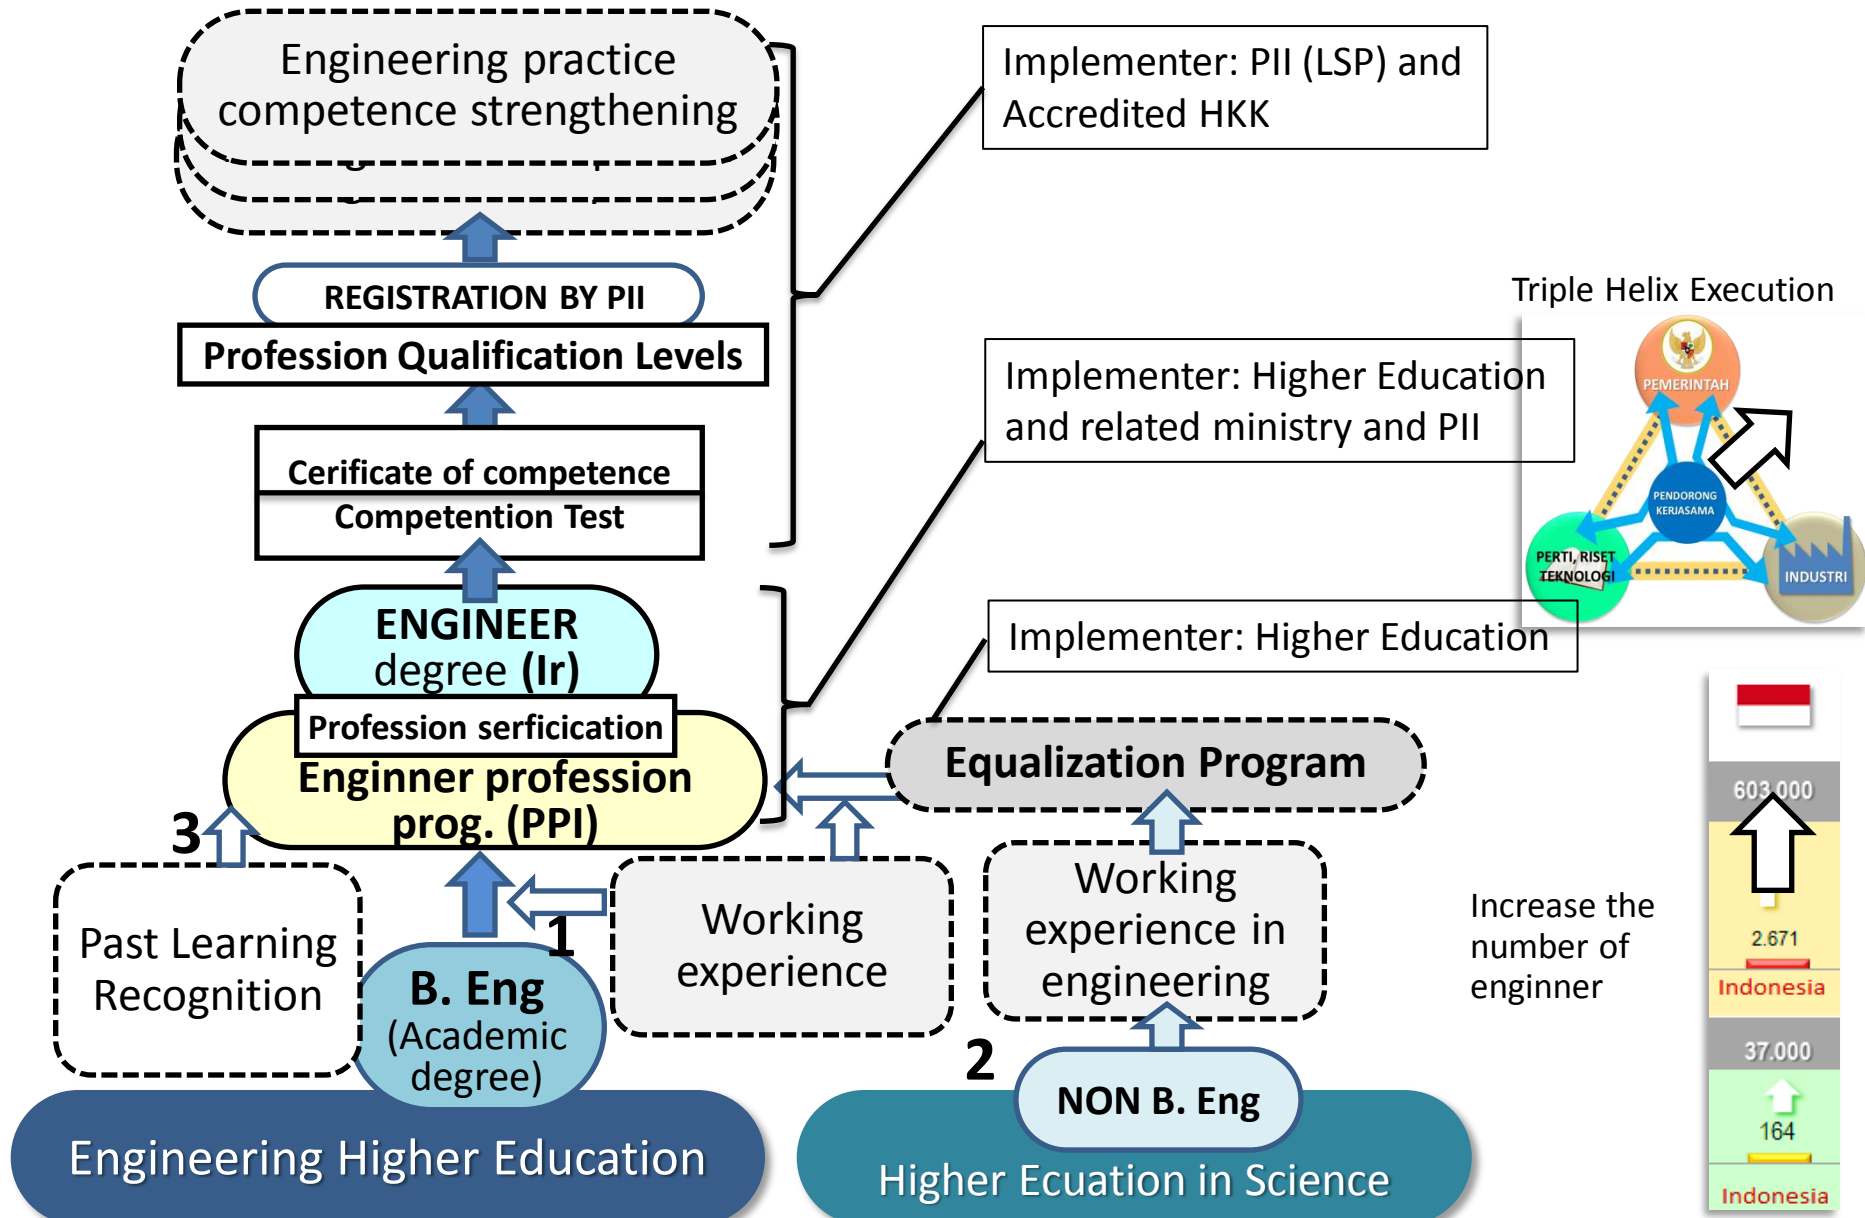 Engineering practice
competence strengthening
REGISTRATION BY PII
Profession Qualification Levels
Cerificate of competence
Competention Test
ENGINEER
degree (Ir)
Profession serficication
Enginner profession
prog. (PPI)
3
Past Learning
Recognition
1
B. Eng
(Academic
degree)
Working
experience
Engineering Higher Education
Implementer: PII (LSP) and
Accredited HKK
Implementer: Higher Education
and related ministry and PII
Implementer: Higher Education
Equalization Program
Working
experience in
engineering
2
NON B. Eng
Higher Ecuation in Science
Triple Helix Execution
PEMERINTAH
PENDORONG
KERJASAMA
PERTI, RISET
TEKNOLOGI
INDUSTRI
Increase the
number of
enginner
603.000
2.671
Indonesia
37.000
164
Indonesia